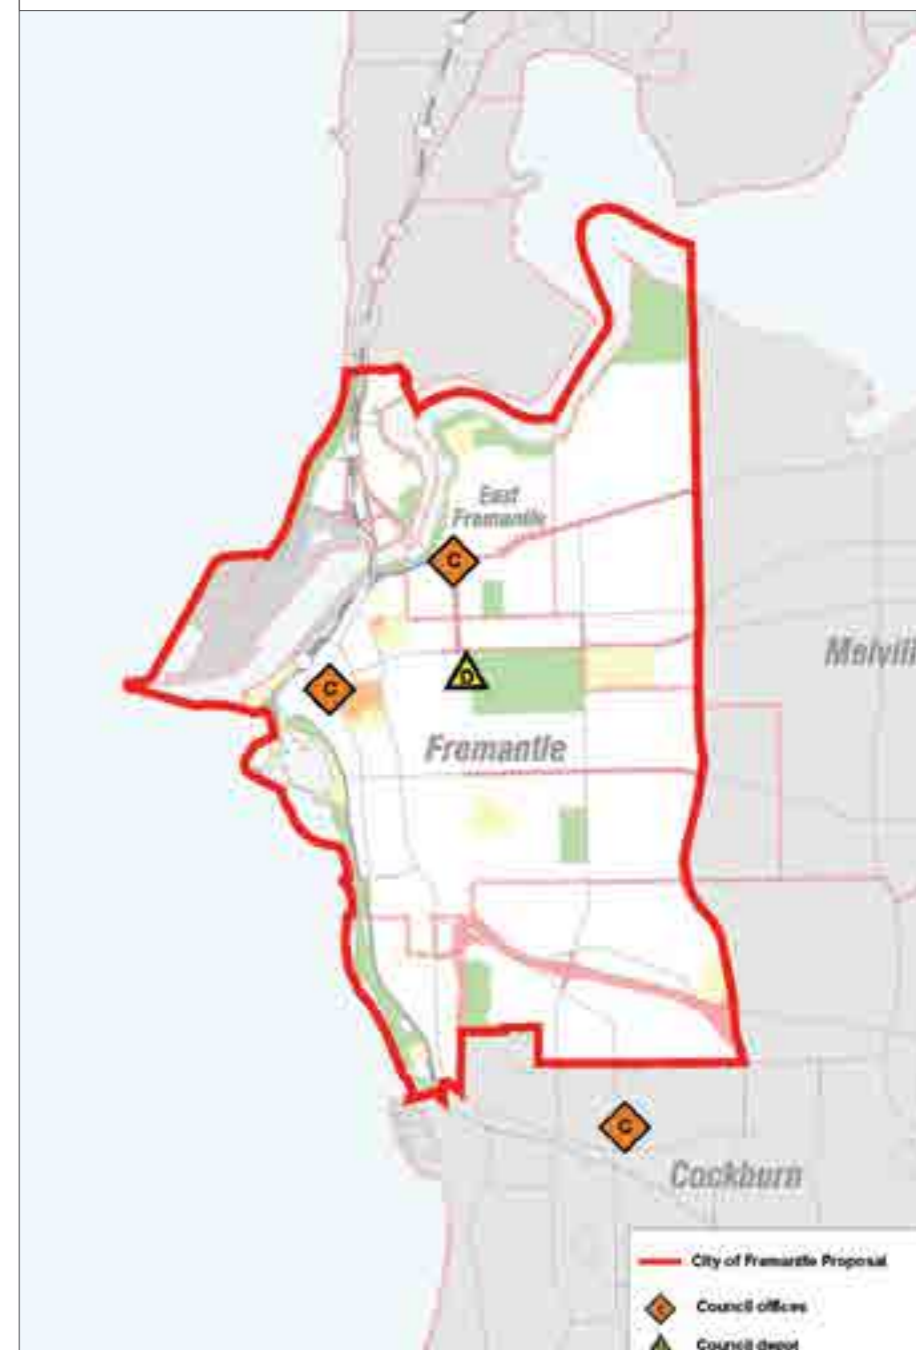 East
Fremantle
C
C
D
Melvill
Fremantle
C
Cockburn
City of Fremantle Proposal
C Council offices
Council depot